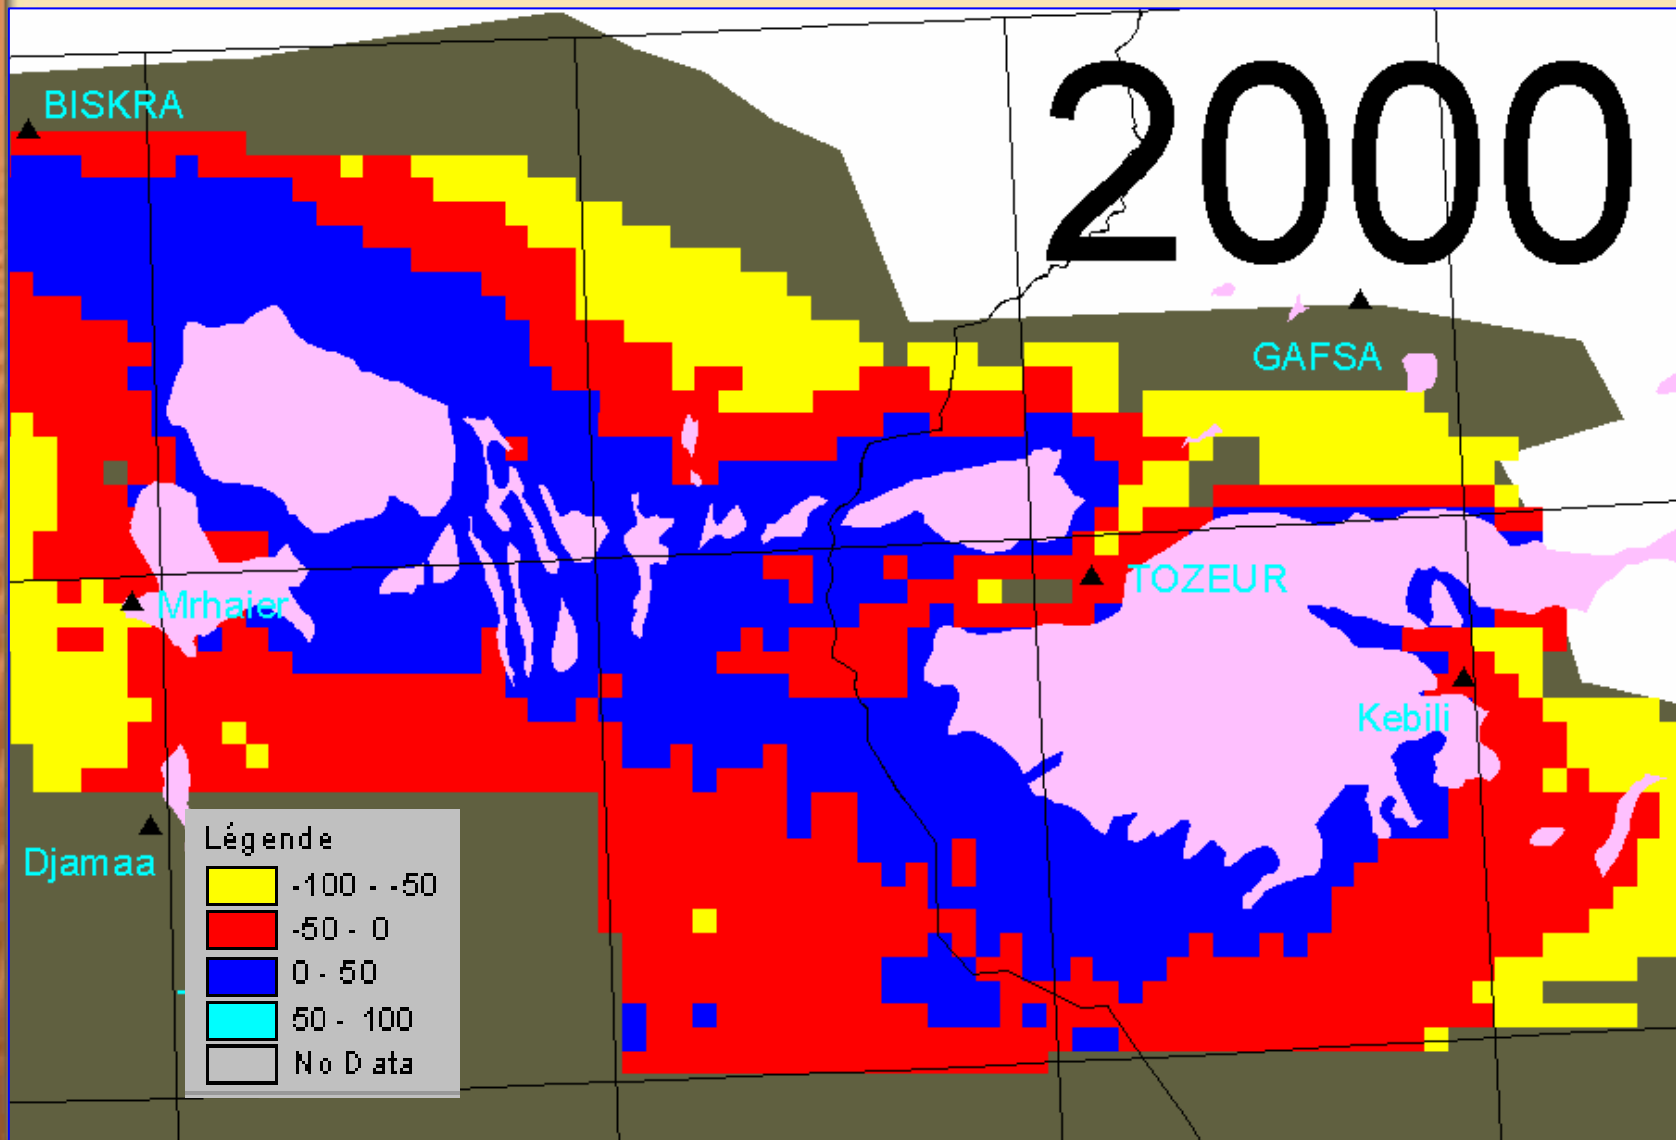 2000
BISKRA
GAFSA
TOZEUR
Mrhaier
Kebili
Djamaa
Légende
-100 - -50
-50 - 0
0 - 50
50 - 100
No Data